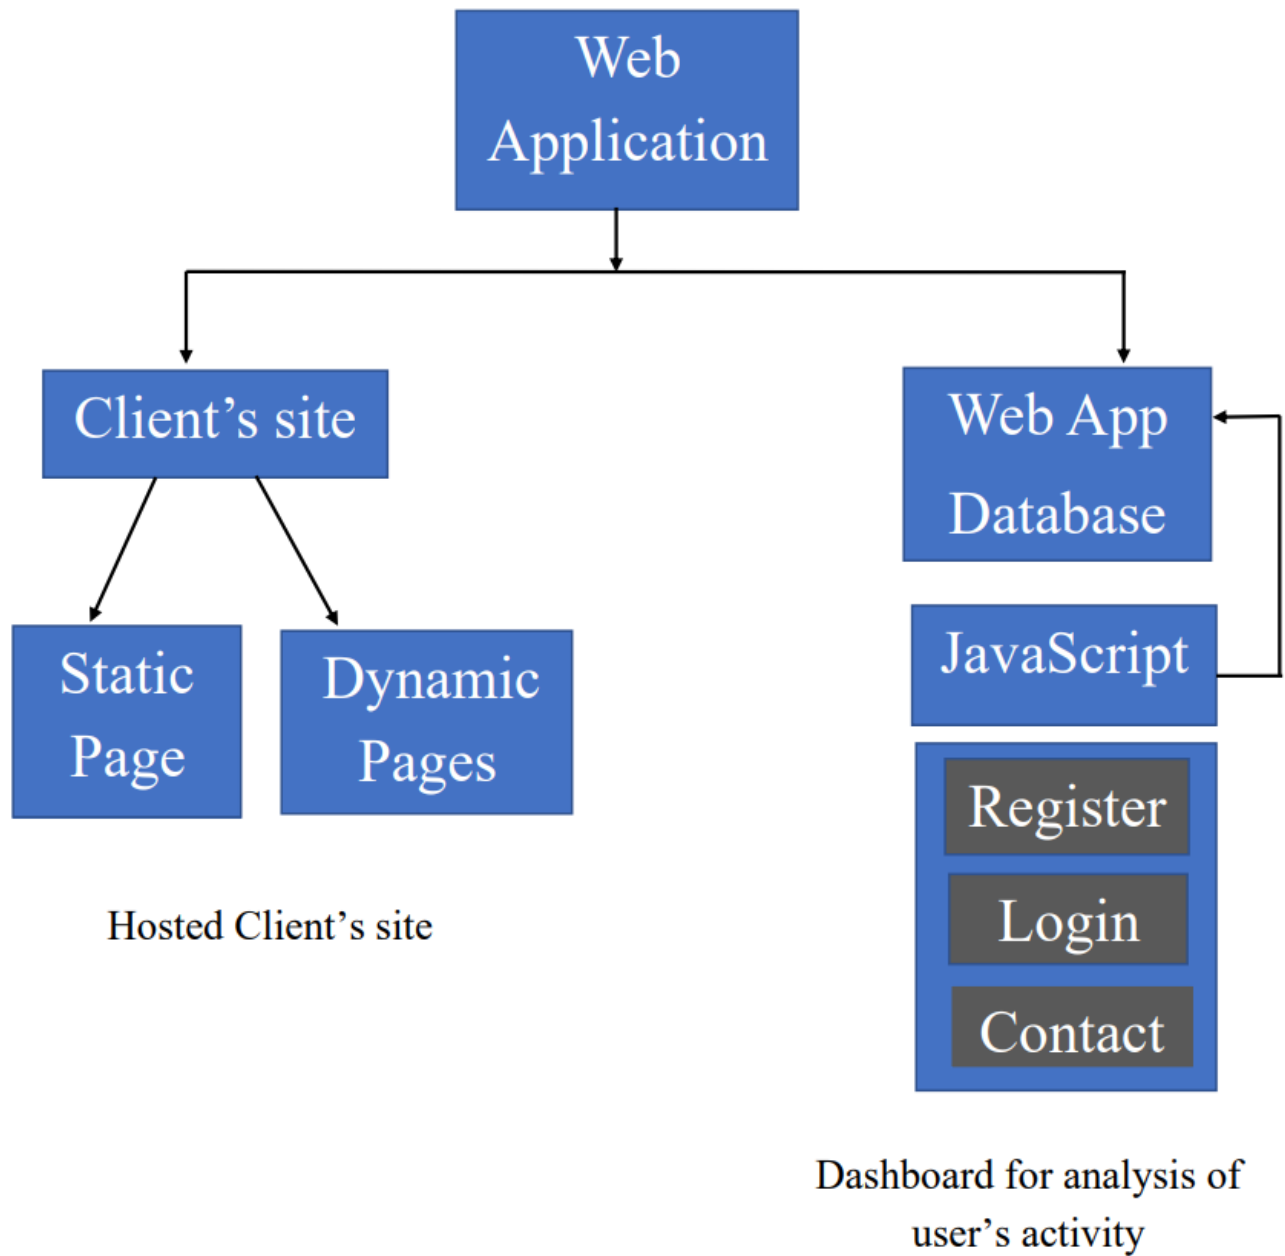 Web
Application
Client’s site
Web App
Database
Static
Page
Dynamic
Pages
JavaScript
Register
Login
Contact
Hosted Client’s site
Dashboard for analysis of
user’s activity